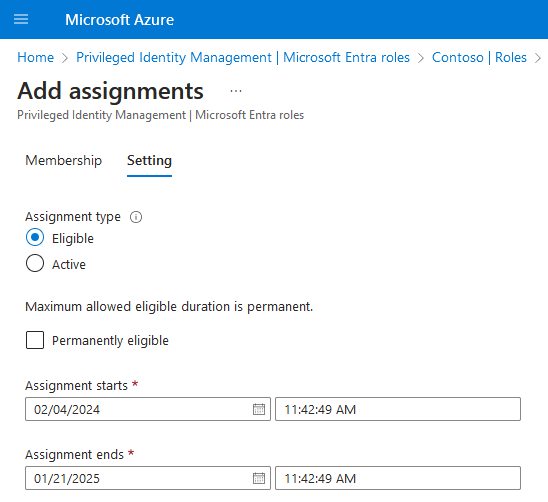 Microsoft Azure
Home > Privileged Identity Management | Microsoft Entra roles > Contoso | Roles >
Add assignments ...
Privileged Identity Management | Microsoft Entra roles
Membership Setting
Assignment type
Eligible
Active
Maximum allowed eligible duration is permanent.
Permanently eligible
Assignment starts *
02/04/2024 11:42:49 AM
Assignment ends *
01/21/2025 11:42:49 AM